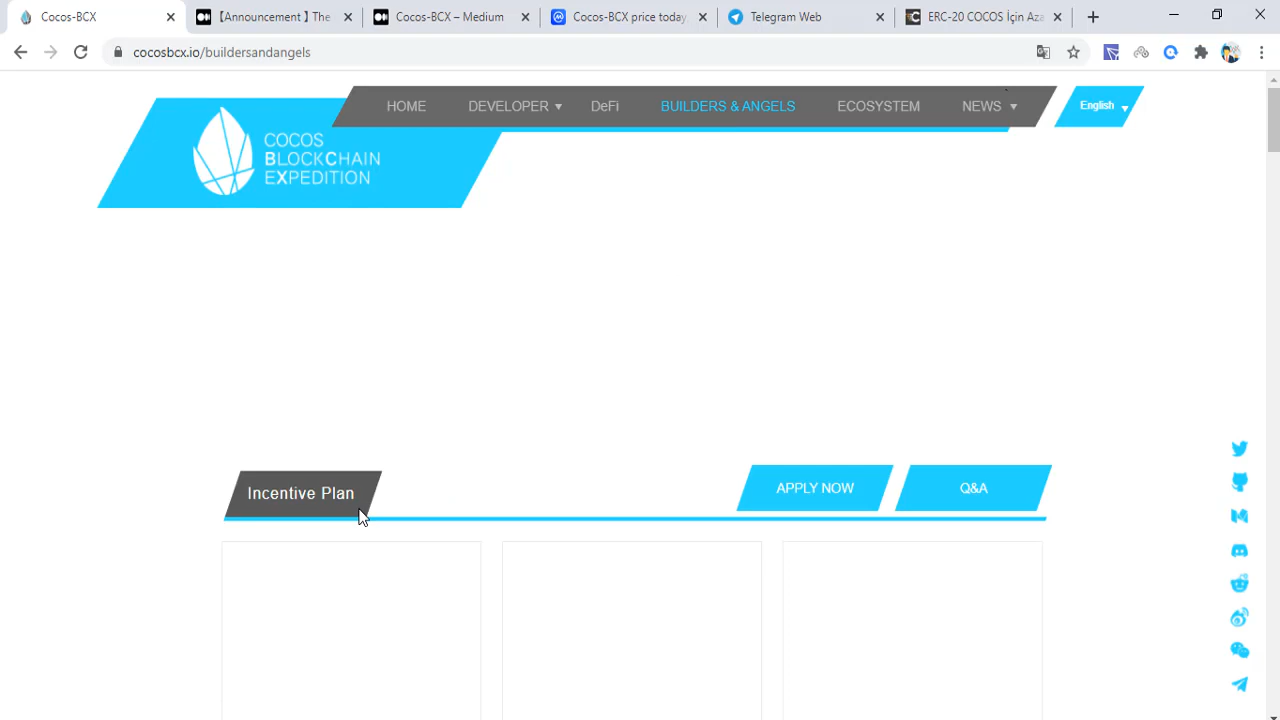 Cocos-BCX
【Announcement】The
Cocos-BCX – Medium
Cocos-BCX price today
Telegram Web
ERC-20 COCOS İçin Aza
cocosbcx.io/buildersandangels
HOME
DEVELOPER
DeFi
BUILDERS & ANGELS
ECOSYSTEM
NEWS
English
COCOS
BLOCKCHAIN
EXPEDITION
Incentive Plan
APPLY NOW
Q&A